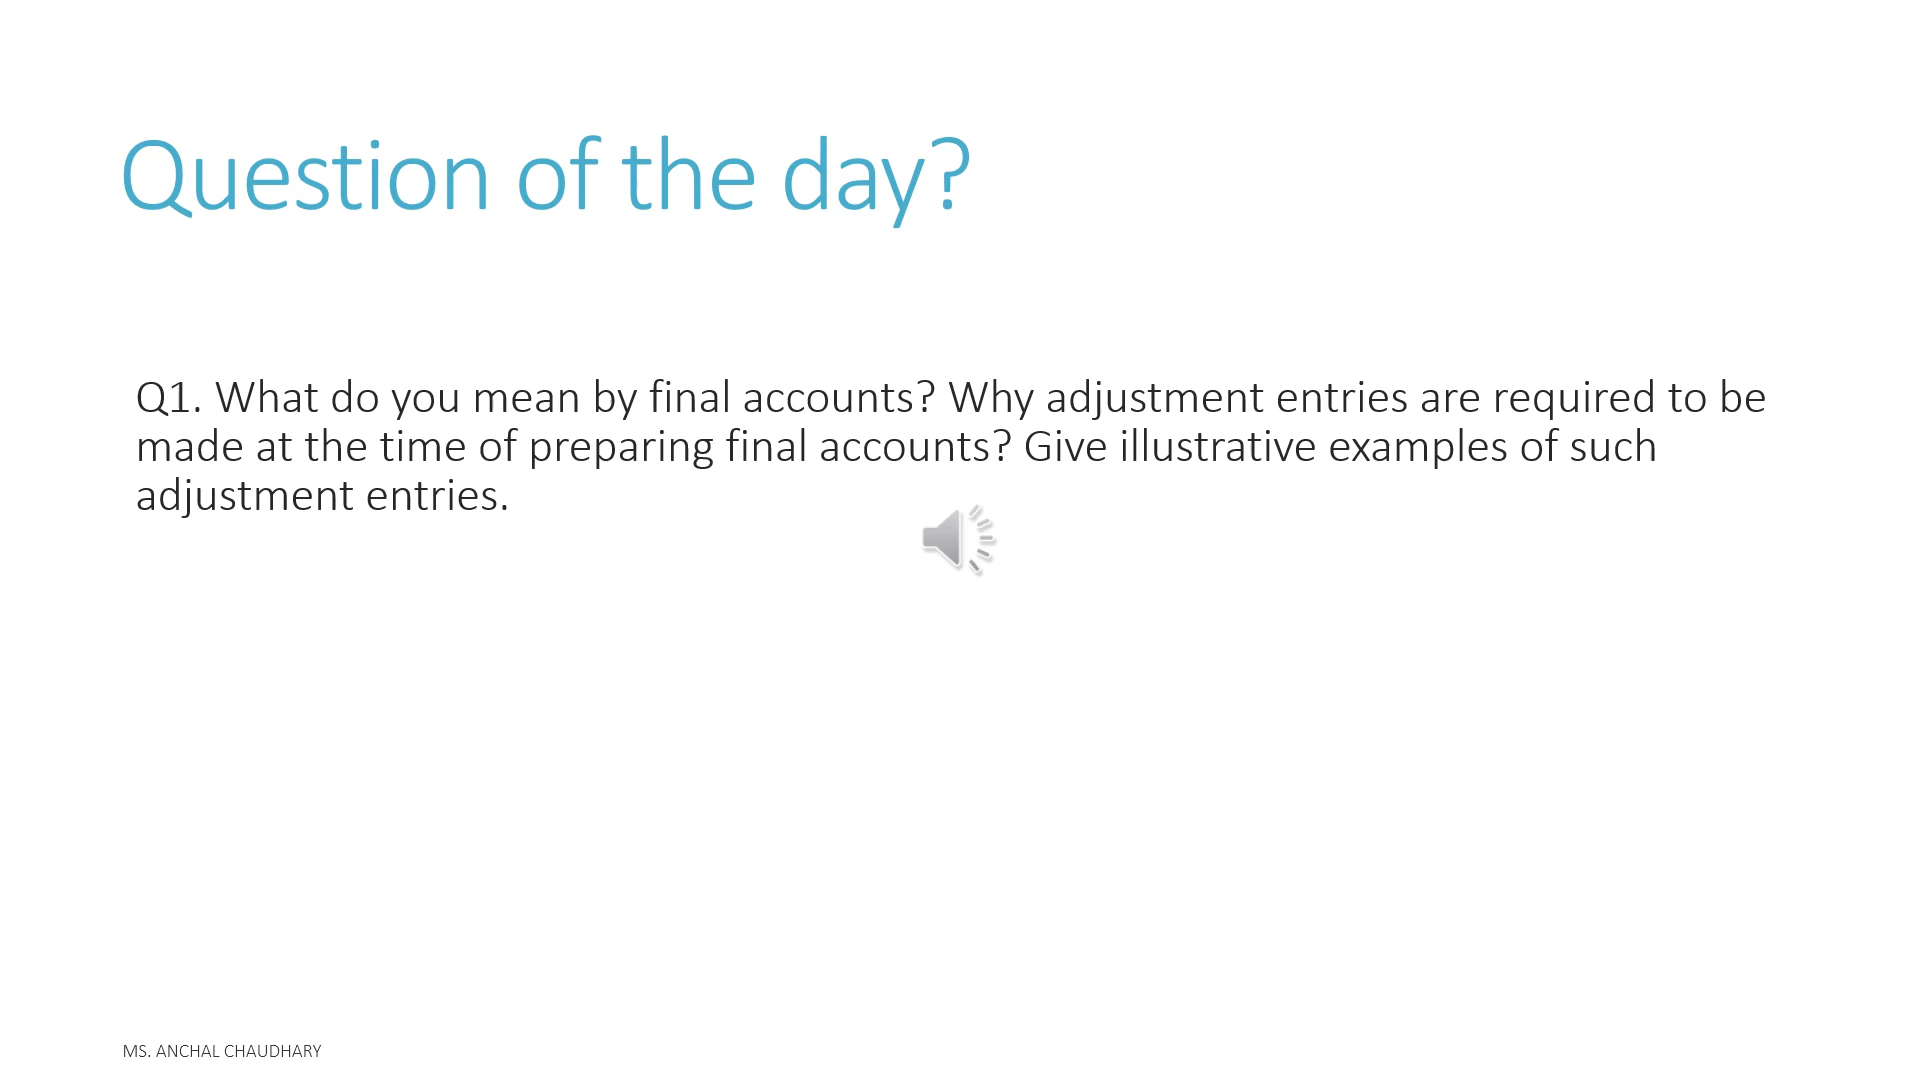 Question of the day?
Q1. What do you mean by final accounts? Why adjustment entries are required to be
made at the time of preparing final accounts? Give illustrative examples of such
adjustment entries.
MS. ANCHAL CHAUDHARY